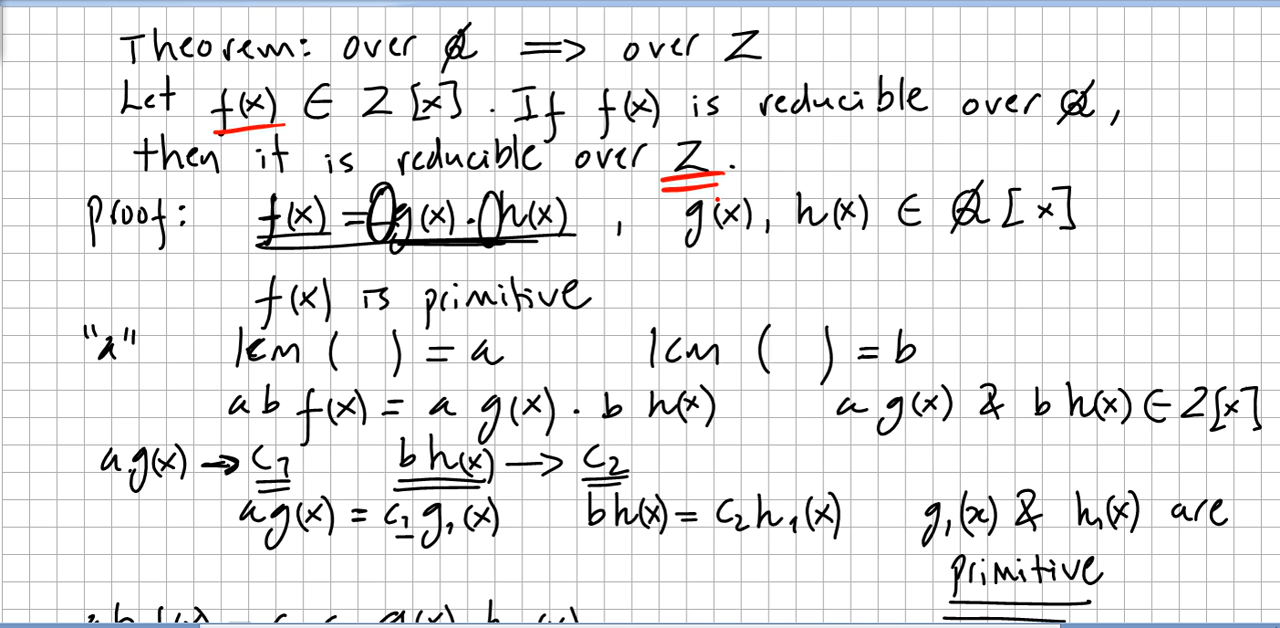 Theorem: over Q ⟹ over Z
Let f(x) ∈ Z[x]. If f(x) is reducible over Q,
then it is reducible over Z.
proof: f(x) = g(x) · h(x), g(x), h(x) ∈ Q[x]
f(x) is primitive
"a" lcm ( ) = a lcm ( ) = b
a b f(x) = a g(x) · b h(x) a g(x) & b h(x) ∈ Z[x]
a g(x) → c₁ b h(x) → c₂
a g(x) = c₁ g₁(x) b h(x) = c₂ h₁(x) g₁(x) & h₁(x) are
primitive